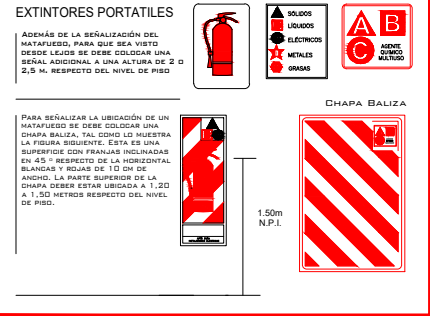 EXTINTORES PORTATILES
ADEMÁS DE LA SEÑALIZACIÓN DEL
MATAFUEGO, PARA QUE SEA VISTO
DESDE LEJOS SE DEBE COLOCAR UNA
SEÑAL ADICIONAL A UNA ALTURA DE 2 O
2,5 M. RESPECTO DEL NIVEL DE PISO
SÓLIDOS
LÍQUIDOS
ELÉCTRICOS
METALES
GRASAS
A B
C AGENTE
QUIMICO
MULTIUSO
CHAPA BALIZA
PARA SEÑALIZAR LA UBICACIÓN DE UN
MATAFUEGO SE DEBE COLOCAR UNA
CHAPA BALIZA, TAL COMO LO MUESTRA
LA FIGURA SIGUIENTE. ESTA ES UNA
SUPERFICIE CON FRANJAS INCLINADAS
EN 45 º RESPECTO DE LA HORIZONTAL
BLANCAS Y ROJAS DE 10 CM DE
ANCHO. LA PARTE SUPERIOR DE LA
CHAPA DEBER ESTAR UBICADA A 1,20
A 1,50 METROS RESPECTO DEL NIVEL
DE PISO.
1.50m
N.P.I.